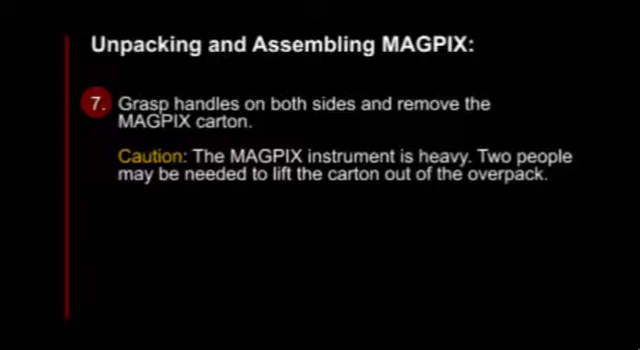 Unpacking and Assembling MAGPIX:
7. Grasp handles on both sides and remove the
MAGPIX carton.
Caution: The MAGPIX instrument is heavy. Two people
may be needed to lift the carton out of the overpack.